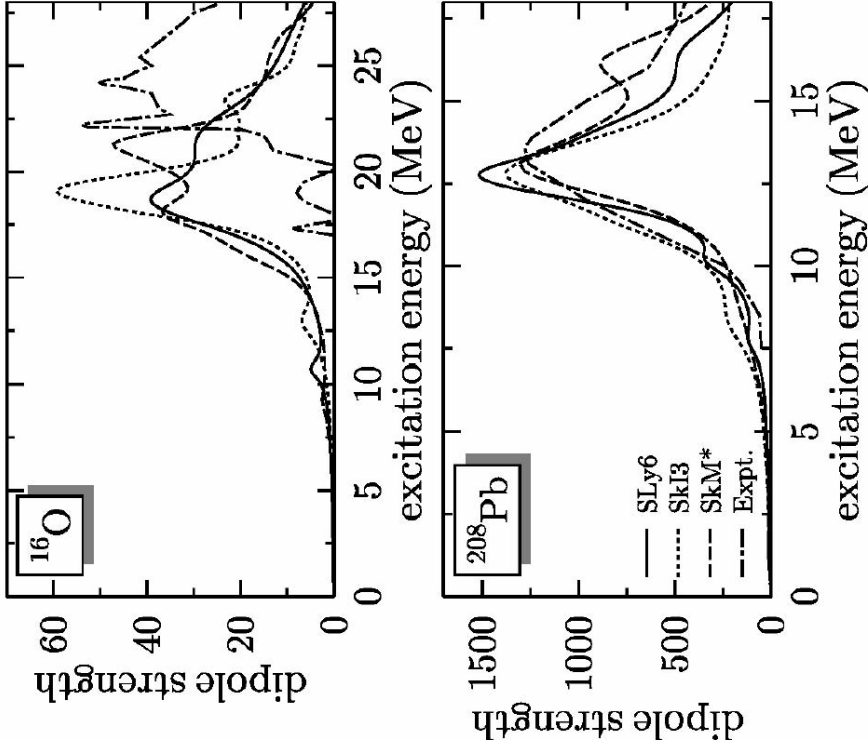 ¹⁶O
60
40
20
0
dipole strength
0
5
10
15
20
25
excitation energy (MeV)
²⁰⁸Pb
SLy6
SkI3
SkM*
Expt.
1500
1000
500
0
dipole strength
0
5
10
15
excitation energy (MeV)